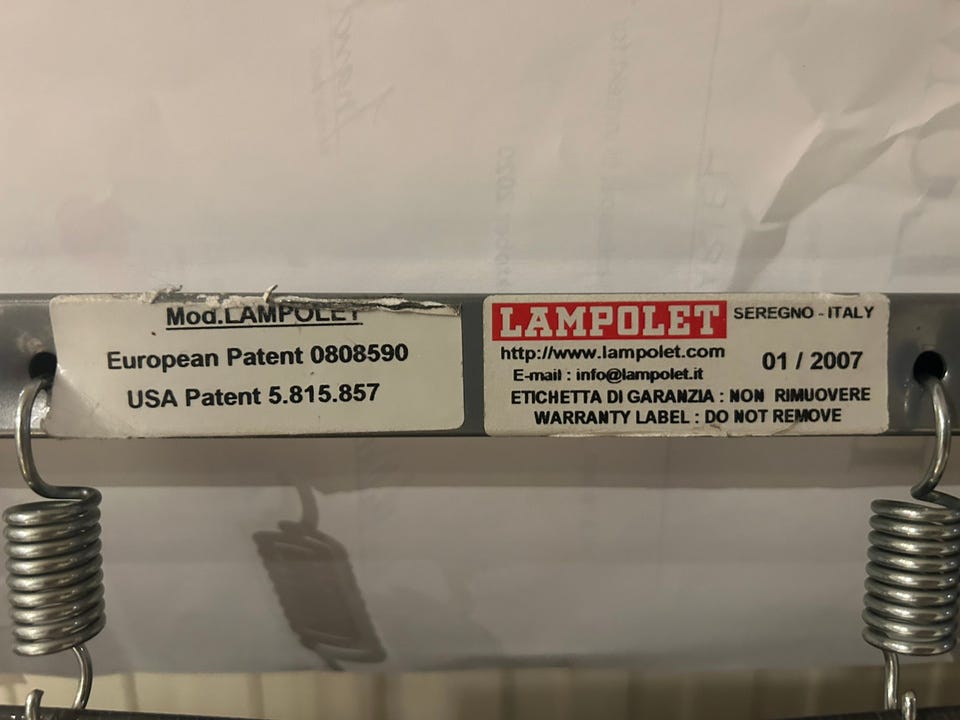 Mod.LAMPOLET
European Patent 0808590
USA Patent 5.815.857
LAMPOLET SEREGNO - ITALY
http://www.lampolet.com
01 / 2007
E-mail : info@lampolet.it
ETICHETTA DI GARANZIA : NON RIMUOVERE
WARRANTY LABEL : DO NOT REMOVE